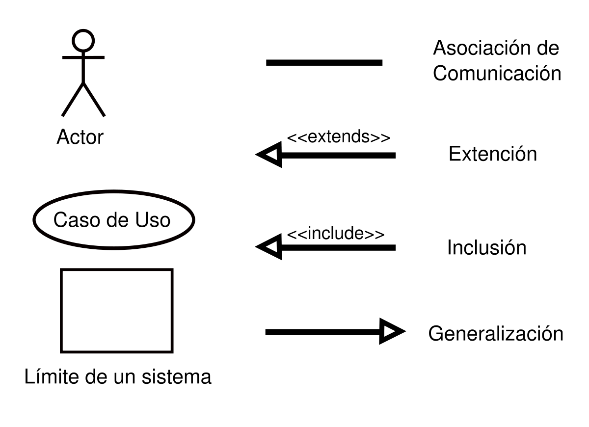 Actor
Caso de Uso
Límite de un sistema
Asociación de
Comunicación
<<extends>>
Extención
<<include>>
Inclusión
Generalización